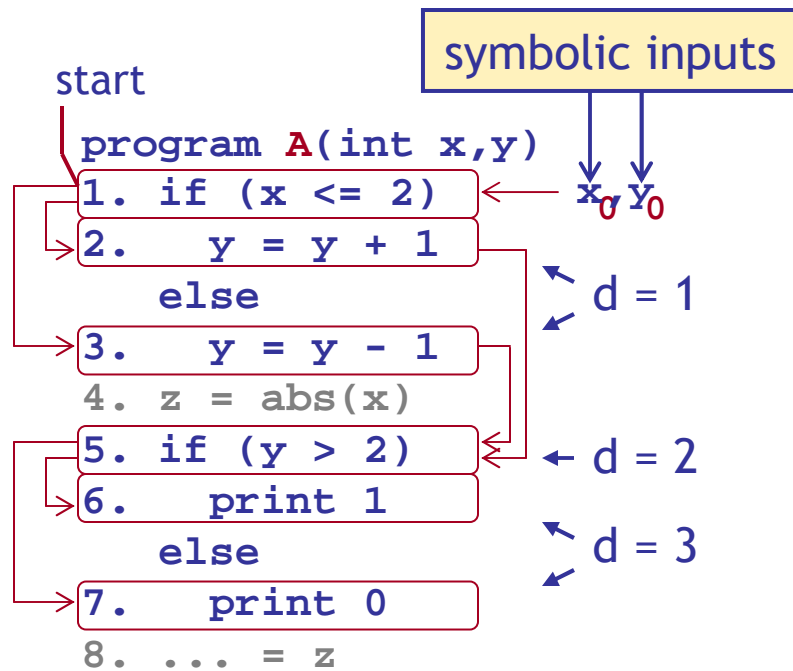 symbolic inputs
start
program A(int x,y)
1. if (x <= 2)
x0,y0
2. y = y + 1
d = 1
else
3. y = y - 1
4. z = abs(x)
5. if (y > 2)
d = 2
6. print 1
else
d = 3
7. print 0
8. ... = z